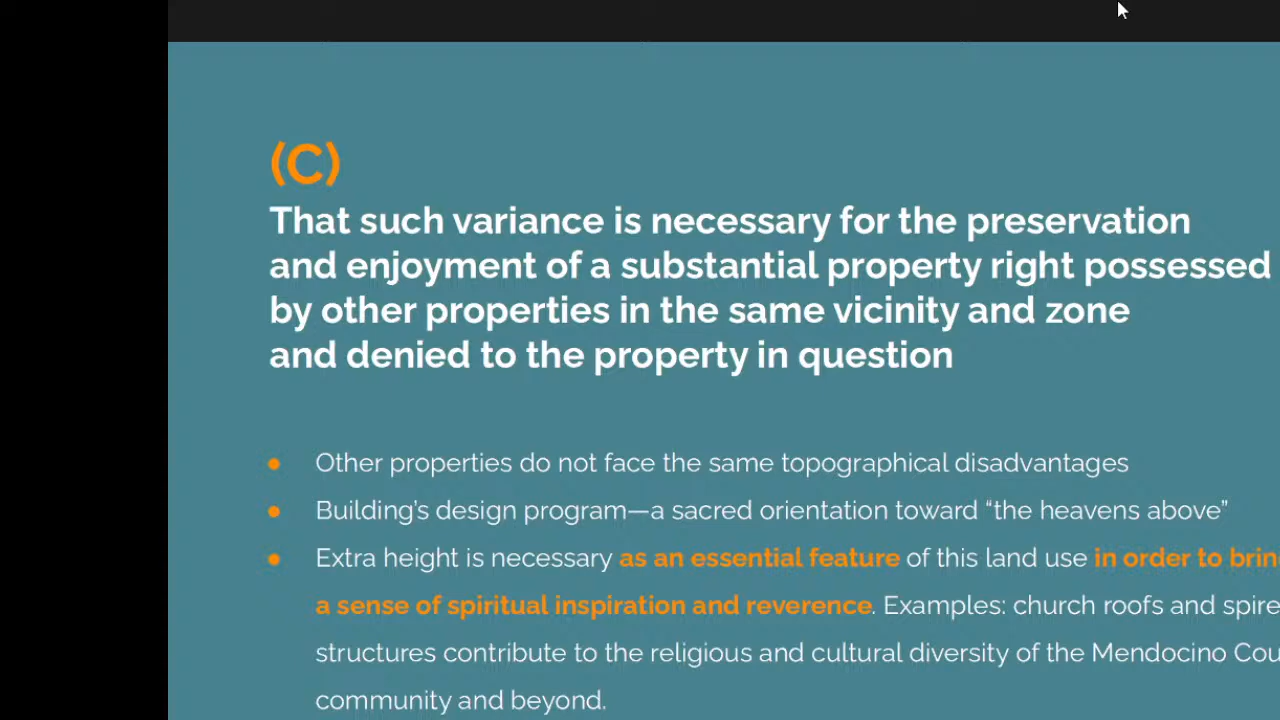 (C)
That such variance is necessary for the preservation
and enjoyment of a substantial property right possessed
by other properties in the same vicinity and zone
and denied to the property in question
Other properties do not face the same topographical disadvantages
Building’s design program—a sacred orientation toward “the heavens above”
Extra height is necessary as an essential feature of this land use in order to
a sense of spiritual inspiration and reverence. Examples: church roofs and
structures contribute to the religious and cultural diversity of the Mendocino
community and beyond.